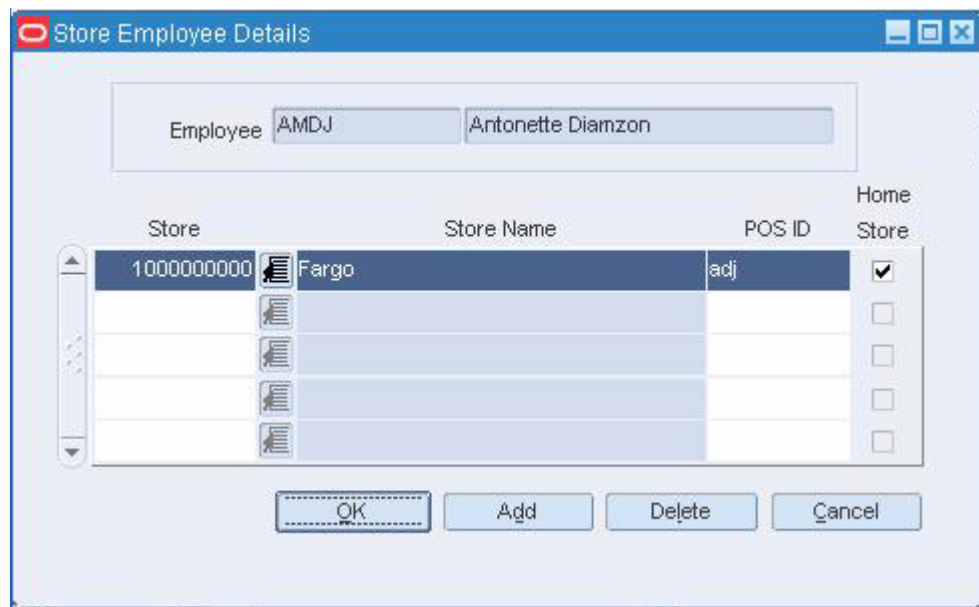 Store Employee Details
Employee AMDJ Antonette Diamzon
Home
Store Store Name POS ID Store
1000000000 Fargo adj
OK Add Delete Cancel